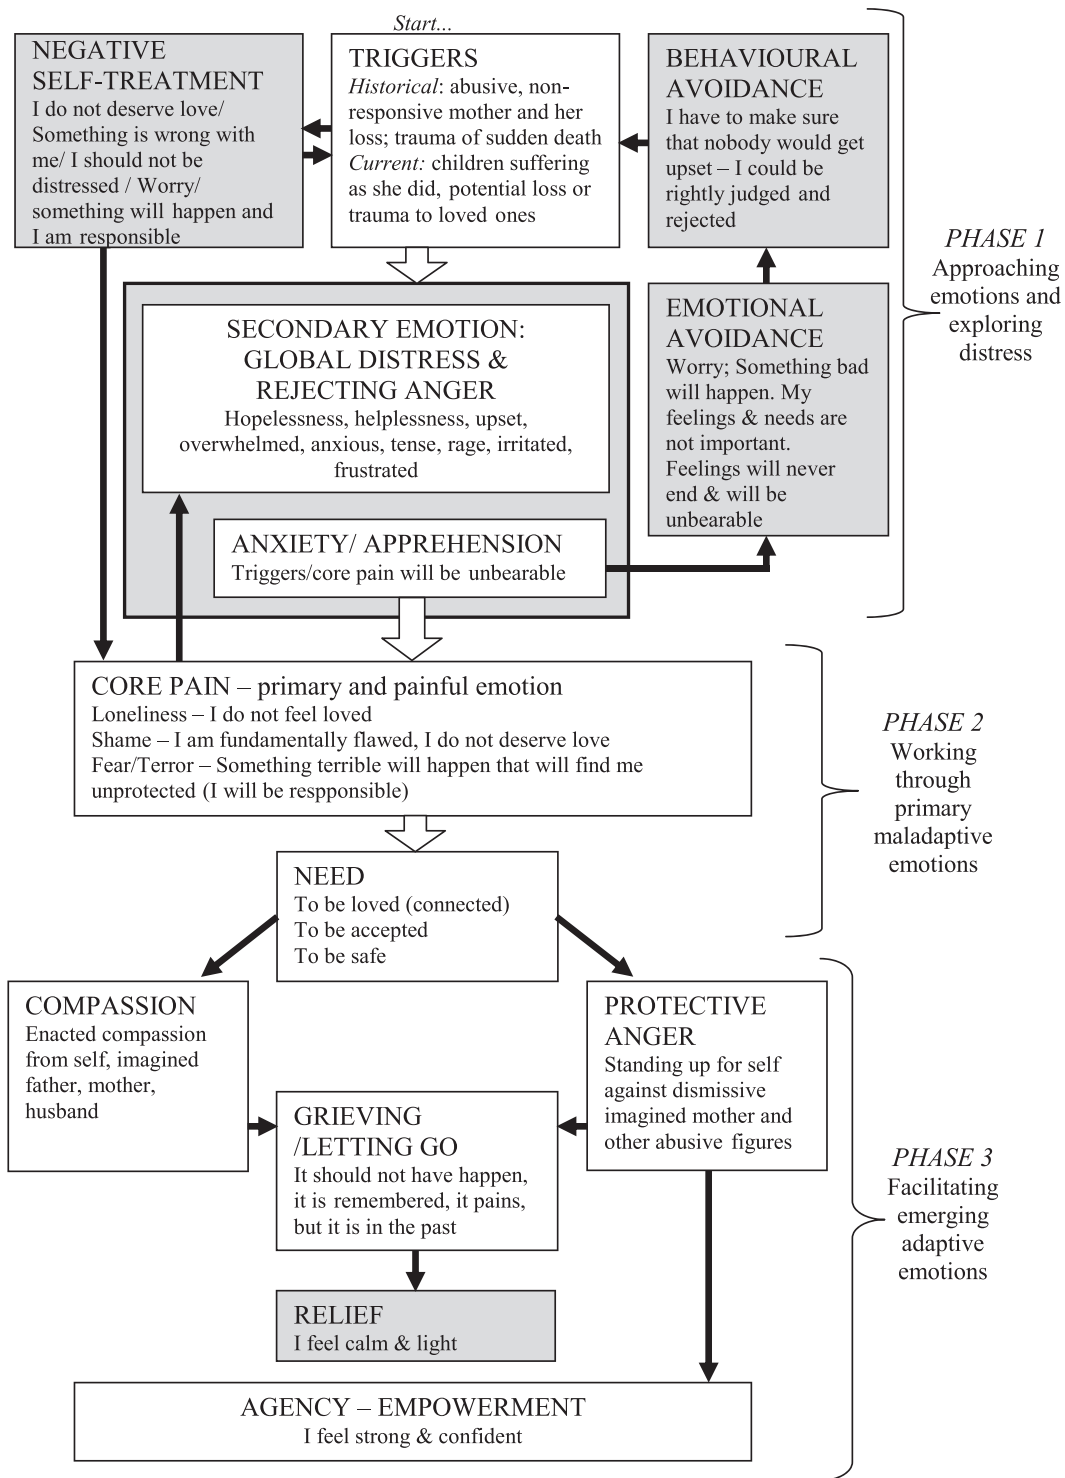 Start...
NEGATIVE
SELF-TREATMENT
I do not deserve love/
Something is wrong with
me/ I should not be
distressed / Worry/
something will happen and
I am responsible
TRIGGERS
Historical: abusive, non-
responsive mother and her
loss; trauma of sudden death
Current: children suffering
as she did, potential loss or
trauma to loved ones
BEHAVIOURAL
AVOIDANCE
I have to make sure
that nobody would get
upset – I could be
rightly judged and
rejected
PHASE 1
Approaching
emotions and
exploring
distress
SECONDARY EMOTION:
GLOBAL DISTRESS &
REJECTING ANGER
Hopelessness, helplessness, upset,
overwhelmed, anxious, tense, rage, irritated,
frustrated
EMOTIONAL
AVOIDANCE
Worry; Something bad
will happen. My
feelings & needs are
not important.
Feelings will never
end & will be
unbearable
ANXIETY/ APPREHENSION
Triggers/core pain will be unbearable
CORE PAIN – primary and painful emotion
Loneliness – I do not feel loved
Shame – I am fundamentally flawed, I do not deserve love
Fear/Terror – Something terrible will happen that will find me
unprotected (I will be respponsible)
PHASE 2
Working
through
primary
maladaptive
emotions
NEED
To be loved (connected)
To be accepted
To be safe
COMPASSION
Enacted compassion
from self, imagined
father, mother,
husband
PROTECTIVE
ANGER
Standing up for self
against dismissive
imagined mother and
other abusive figures
GRIEVING
/LETTING GO
It should not have happen,
it is remembered, it pains,
but it is in the past
PHASE 3
Facilitating
emerging
adaptive
emotions
RELIEF
I feel calm & light
AGENCY – EMPOWERMENT
I feel strong & confident